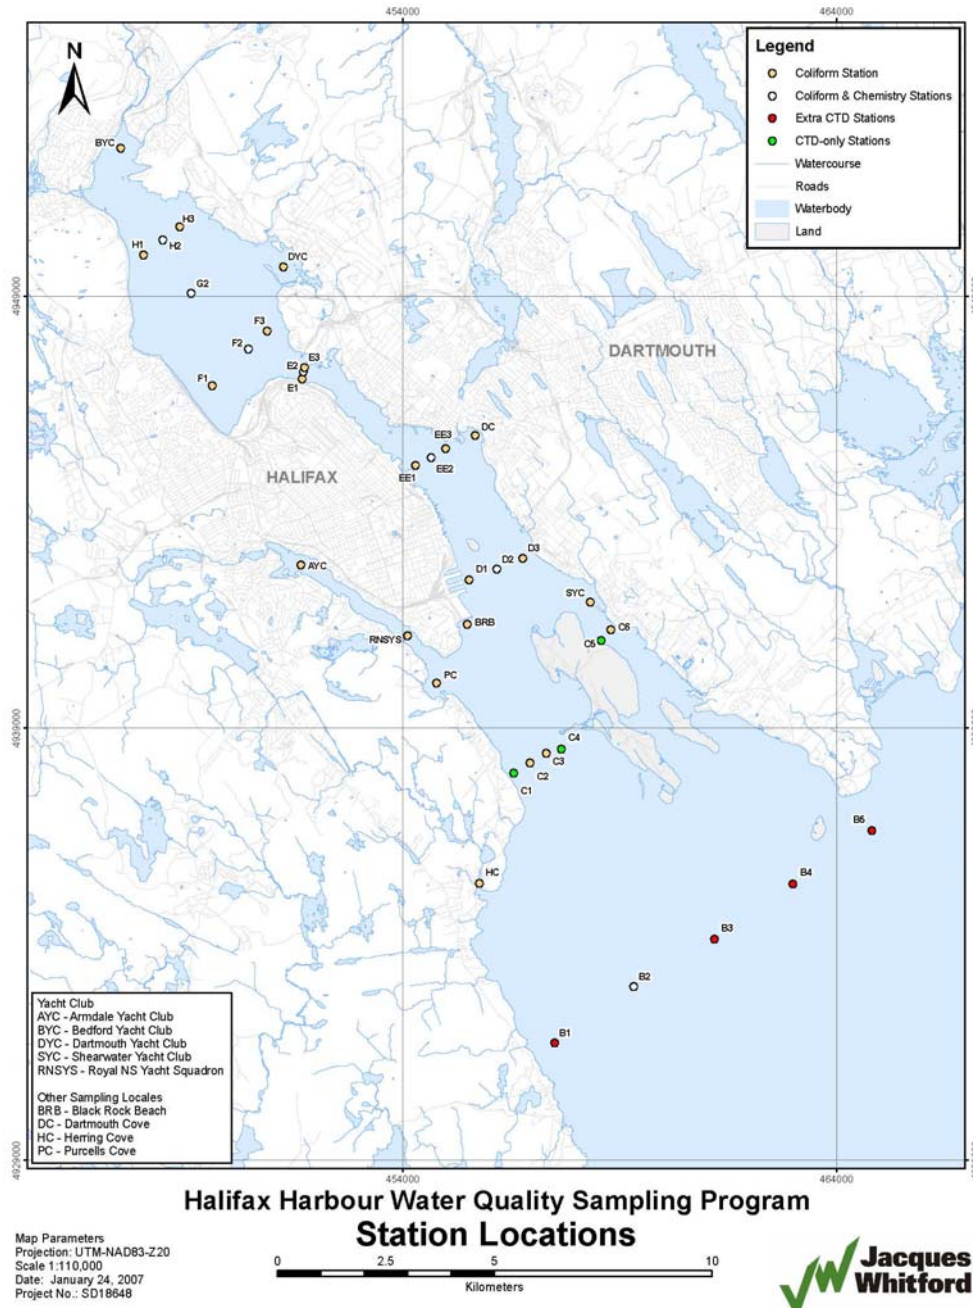 454000
464000
N
Legend
Coliform Station
Coliform & Chemistry Stations
Extra CTD Stations
CTD-only Stations
Watercourse
Roads
Waterbody
Land
BYC
H3
H1
H2
DYC
G2
4949000
F3
F2
E3
E2
F1
E1
DARTMOUTH
DC
EE3
EE2
EE1
HALIFAX
D3
D2
D1
AYC
SYC
BRB
C6
RNSYS
C5
PC
4939000
C4
C3
C2
C1
B5
HC
B4
B3
B2
B1
Yacht Club
AYC - Armdale Yacht Club
BYC - Bedford Yacht Club
DYC - Dartmouth Yacht Club
SYC - Shearwater Yacht Club
RNSYS - Royal NS Yacht Squadron
Other Sampling Locales
BRB - Black Rock Beach
DC - Dartmouth Cove
HC - Herring Cove
PC - Purcells Cove
4929000
454000
464000
Halifax Harbour Water Quality Sampling Program
Station Locations
Map Parameters
Projection: UTM-NAD83-Z20
Scale 1:110,000
Date: January 24, 2007
Project No.: SD18648
0 2.5 5 10
Kilometers
Jacques
Whitford